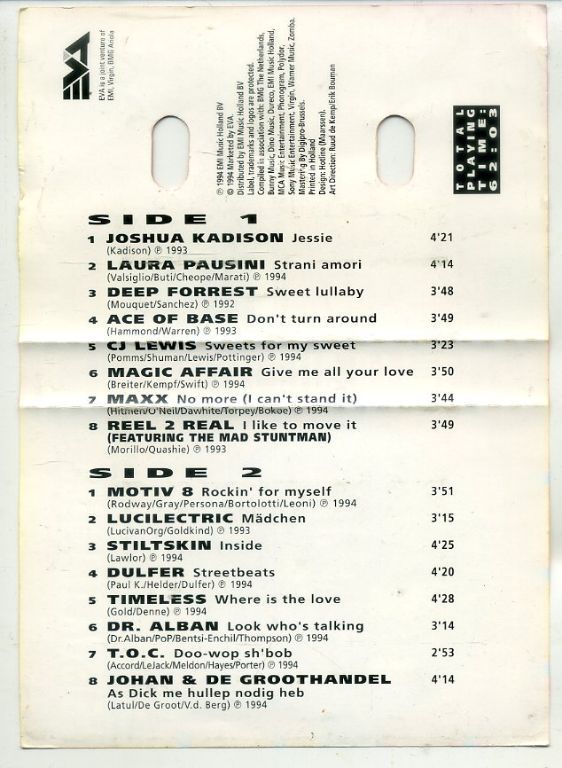 EVA
EVA is a joint venture of
EMI, Virgin, BMG Ariola
℗ 1994 EMI Music Holland BV
© 1994 Marketed by EVA.
Distributed by EMI Music Holland BV
Label, trademarks and logos are protected.
Compiled in association with: BMG The Netherlands,
Bunny Music, Dino Music, Dureco, EMI Music Holland,
MCA Music Entertainment, Phonogram, Polydor,
Sony Music Entertainment, Virgin, Warner Music, Zomba.
Master by Digipro-Brussels.
Printed in Holland
Design: Hotline (Maarssen).
Art Direction: Ruud de Kemp/Erik Bouman
TOTAL
PLAYING
TIME:
62:03
SIDE 1
1 JOSHUA KADISON Jessie 4'21
(Kadison) ℗ 1993
2 LAURA PAUSINI Strani amori 4'14
(Valsiglio/Buti/Cheope/Marati) ℗ 1994
3 DEEP FORREST Sweet lullaby 3'48
(Mouquet/Sanchez) ℗ 1992
4 ACE OF BASE Don't turn around 3'49
(Hammond/Warren) ℗ 1993
5 CJ LEWIS Sweets for my sweet 3'23
(Pomms/Shuman/Lewis/Pottinger) ℗ 1994
6 MAGIC AFFAIR Give me all your love 3'50
(Breiter/Kempf/Swift) ℗ 1994
7 MAXX No more (I can't stand it) 3'44
(Hitmen/O'Neil/Dawhite/Torpey/Bokoe) ℗ 1994
8 REEL 2 REAL I like to move it 3'49
(FEATURING THE MAD STUNTMAN)
(Morillo/Quashie) ℗ 1993
SIDE 2
1 MOTIV 8 Rockin' for myself 3'51
(Rodway/Gray/Persona/Bortolotti/Leoni) ℗ 1994
2 LUCILECTRIC Mädchen 3'15
(LucivanOrg/Goldkind) ℗ 1993
3 STILTSKIN Inside 4'25
(Lawlor) ℗ 1994
4 DULFER Streetbeats 4'20
(Paul K./Helder/Dulfer) ℗ 1994
5 TIMELESS Where is the love 4'28
(Gold/Denne) ℗ 1994
6 DR. ALBAN Look who's talking 3'14
(Dr.Alban/PoP/Bentsi-Enchil/Thompson) ℗ 1994
7 T.O.C. Doo-wop sh'bob 2'53
(Accord/LeJack/Meldon/Hayes/Porter) ℗ 1994
8 JOHAN & DE GROOTHANDEL 4'14
As Dick me hullep nodig heb
(Latul/De Groot/V.d. Berg) ℗ 1994